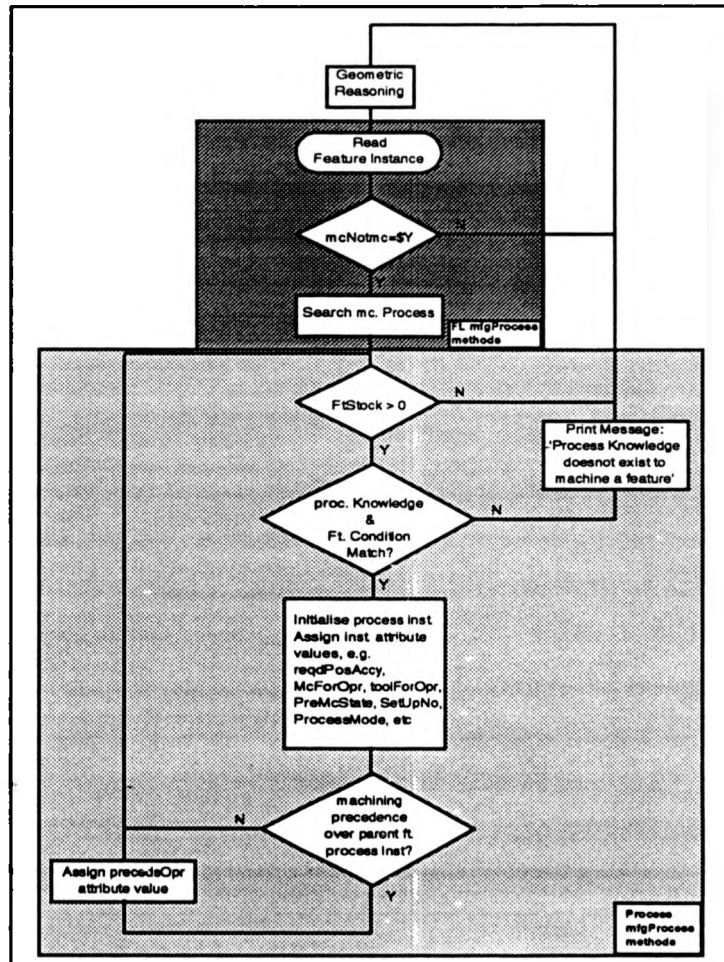 Geometric
Reasoning
Read
Feature Instance
mcNotmc=$Y
N
Y
Search mc. Process
FL mfgProcess
methods
FtStock > 0
N
Y
Print Message:
-'Process Knowledge
doesnot exist to
machine a feature'
proc. Knowledge
&
Ft. Condition
Match?
N
Y
Initialise process inst
Assign inst attribute
values, e.g.
reqdPosAccy,
McForOpr, toolForOpr,
PreMcState, SetUpNo,
ProcessMode, etc
machining
precedence
over parent ft.
process inst?
N
Y
Assign precedsOpr
attribute value
Process
mfgProcess
methods